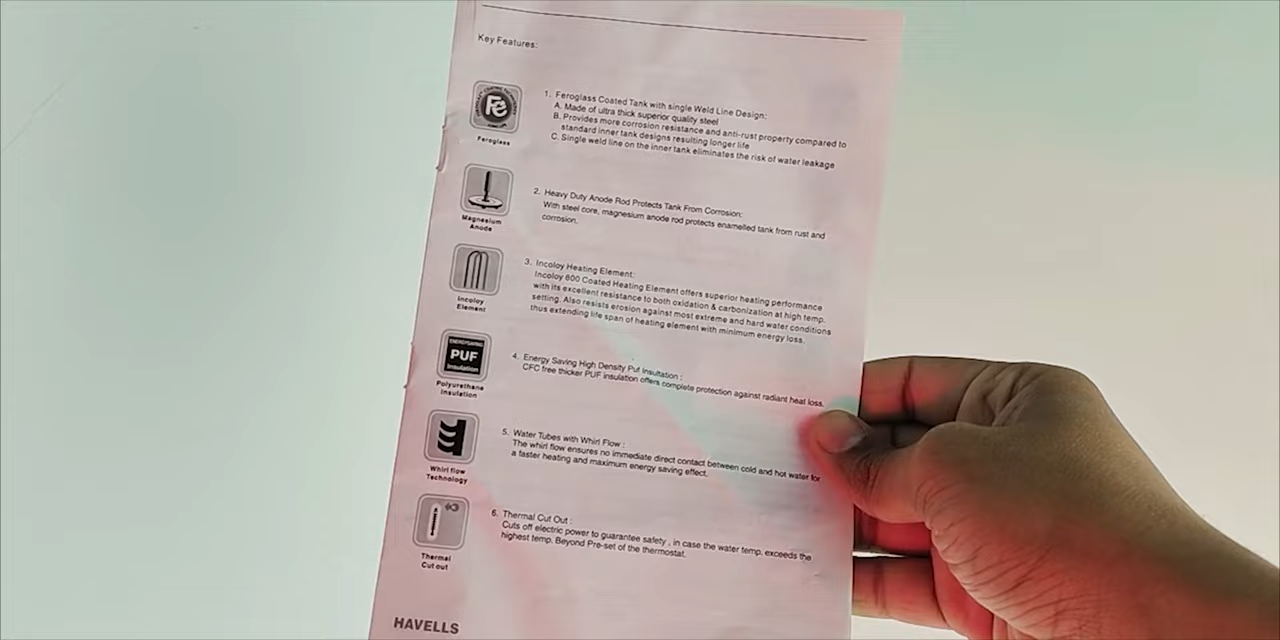 Key Features:
Fe
Feroglass
1. Feroglass Coated Tank with single Weld Line Design:
A. Made of ultra thick superior quality steel
B. Provides more corrosion resistance and anti-rust property compared to
standard inner tank designs resulting longer life
C. Single weld line on the inner tank eliminates the risk of water leakage
Magnesium
Anode
2. Heavy Duty Anode Rod Protects Tank From Corrosion:
With steel core, magnesium anode rod protects enamelled tank from rust and
corrosion.
Incoloy
Element
3. Incoloy Heating Element:
Incoloy 800 Coated Heating Element offers superior heating performance
with its excellent resistance to both oxidation & carbonization at high temp.
setting. Also resists erosion against most extreme and hard water conditions
thus extending life span of heating element with minimum energy loss.
ENERGY SAVING
PUF
Insulation
Polyurethane
Insulation
4. Energy Saving High Density Puf Insultation :
CFC free thicker PUF insulation offers complete protection against radiant heat loss.
Whirl flow
Technology
5. Water Tubes with Whirl Flow :
The whirl flow ensures no immediate direct contact between cold and hot water for
a faster heating and maximum energy saving effect.
Thermal
Cut out
6. Thermal Cut Out :
Cuts off electric power to guarantee safety , in case the water temp. exceeds the
highest temp. Beyond Pre-set of the thermostat.
HAVELLS